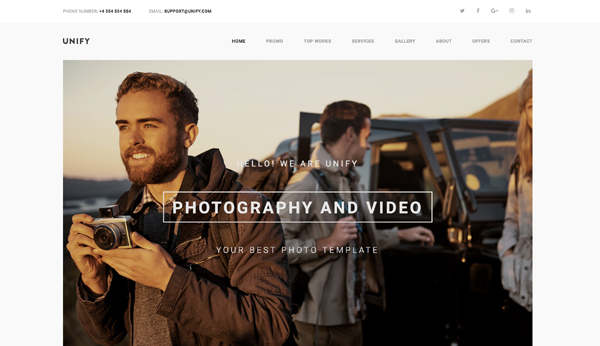 PHONE NUMBER: +4 554 554 554 EMAIL: SUPPORT@UNIFY.COM
UNIFY HOME PROMO TOP WORKS SERVICES GALLERY ABOUT OFFERS CONTACT
HELLO! WE ARE UNIFY
PHOTOGRAPHY AND VIDEO
YOUR BEST PHOTO TEMPLATE